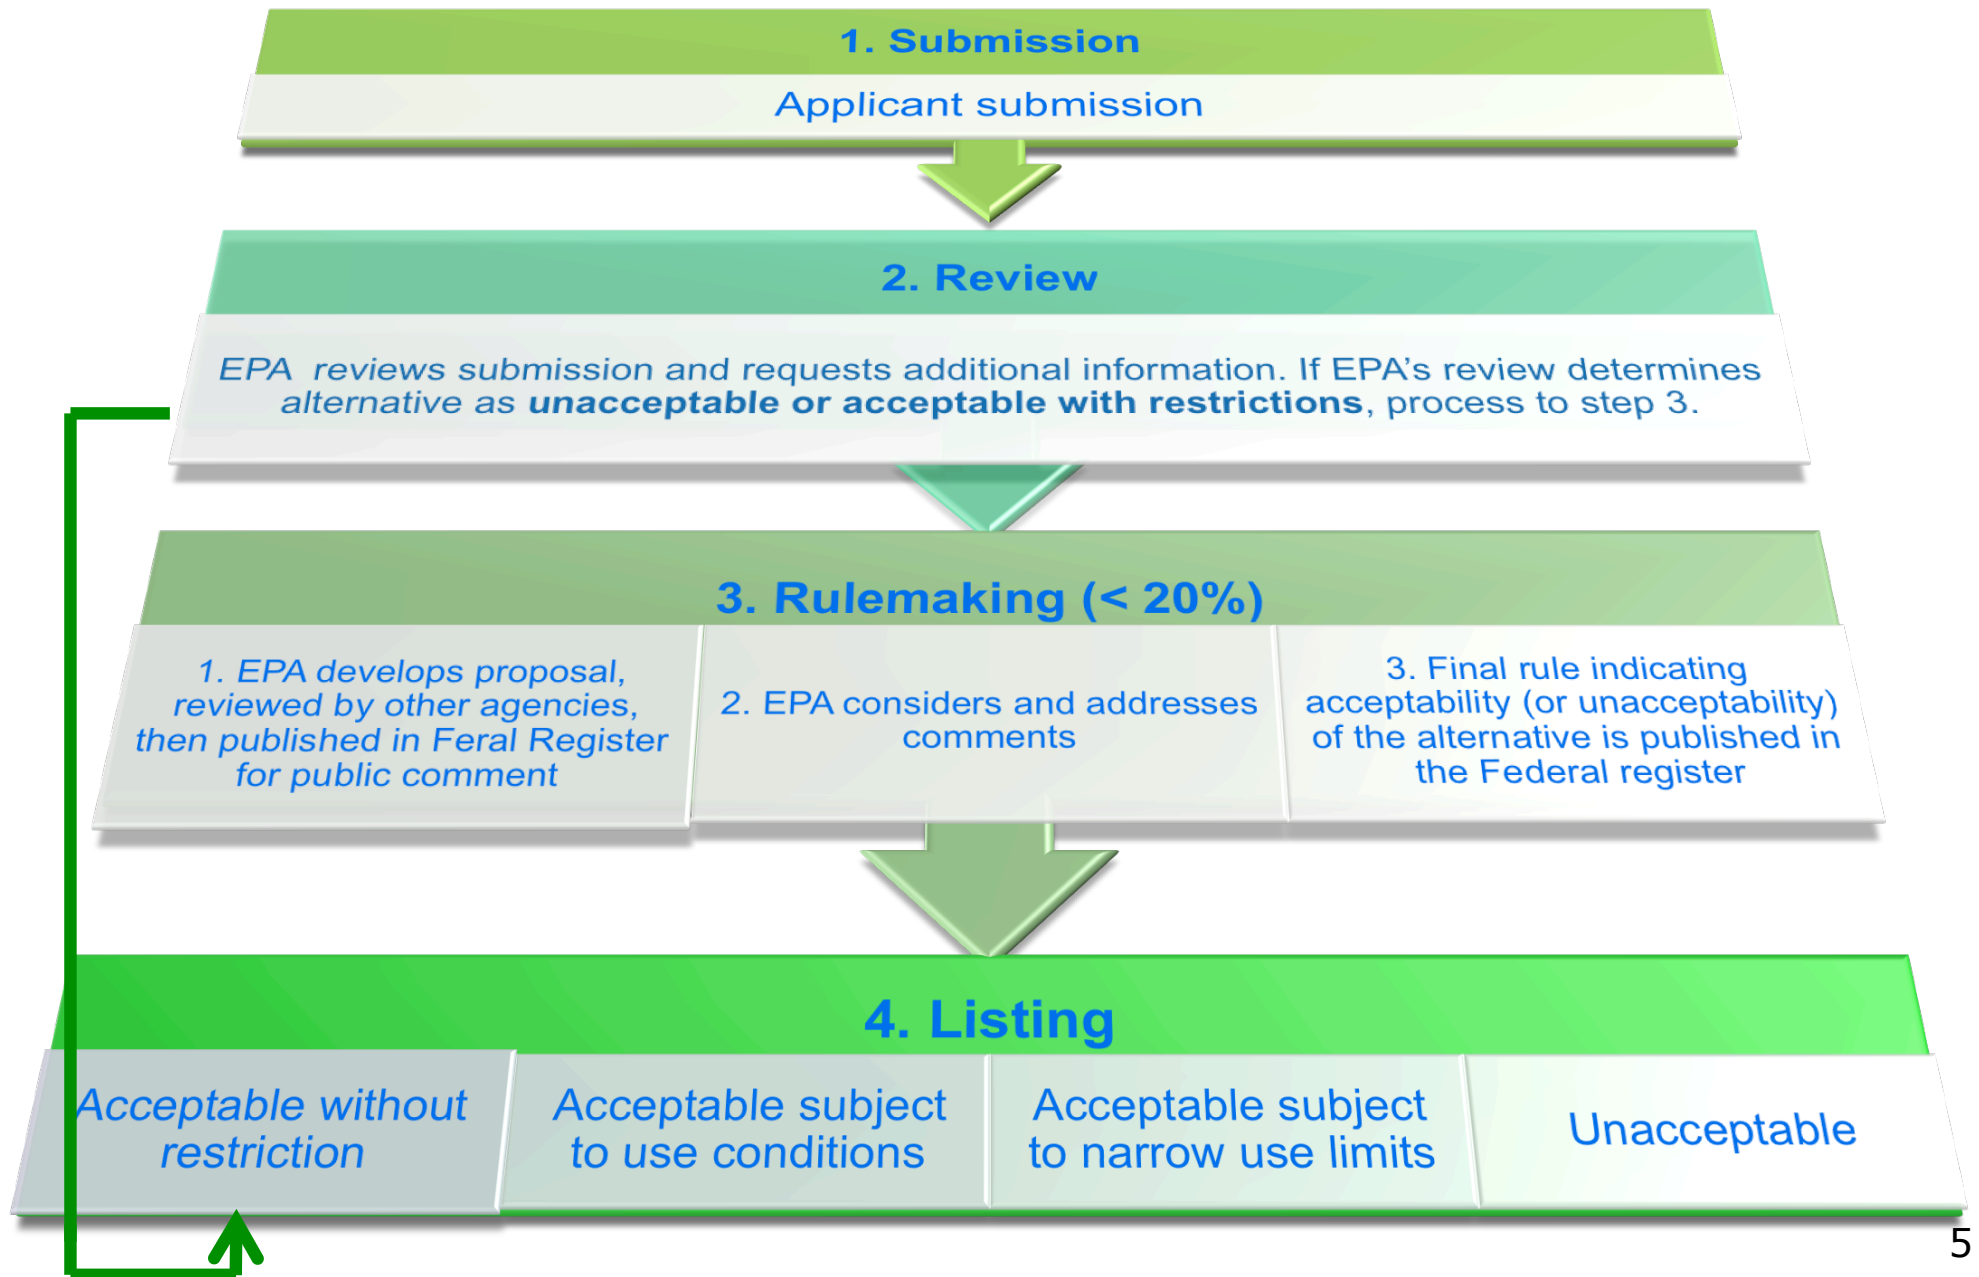 1. Submission
Applicant submission
2. Review
EPA reviews submission and requests additional information. If EPA’s review determines
alternative as unacceptable or acceptable with restrictions, process to step 3.
3. Rulemaking (< 20%)
1. EPA develops proposal,
reviewed by other agencies,
then published in Feral Register
for public comment
2. EPA considers and addresses
comments
3. Final rule indicating
acceptability (or unacceptability)
of the alternative is published in
the Federal register
4. Listing
Acceptable without
restriction
Acceptable subject
to use conditions
Acceptable subject
to narrow use limits
Unacceptable
5